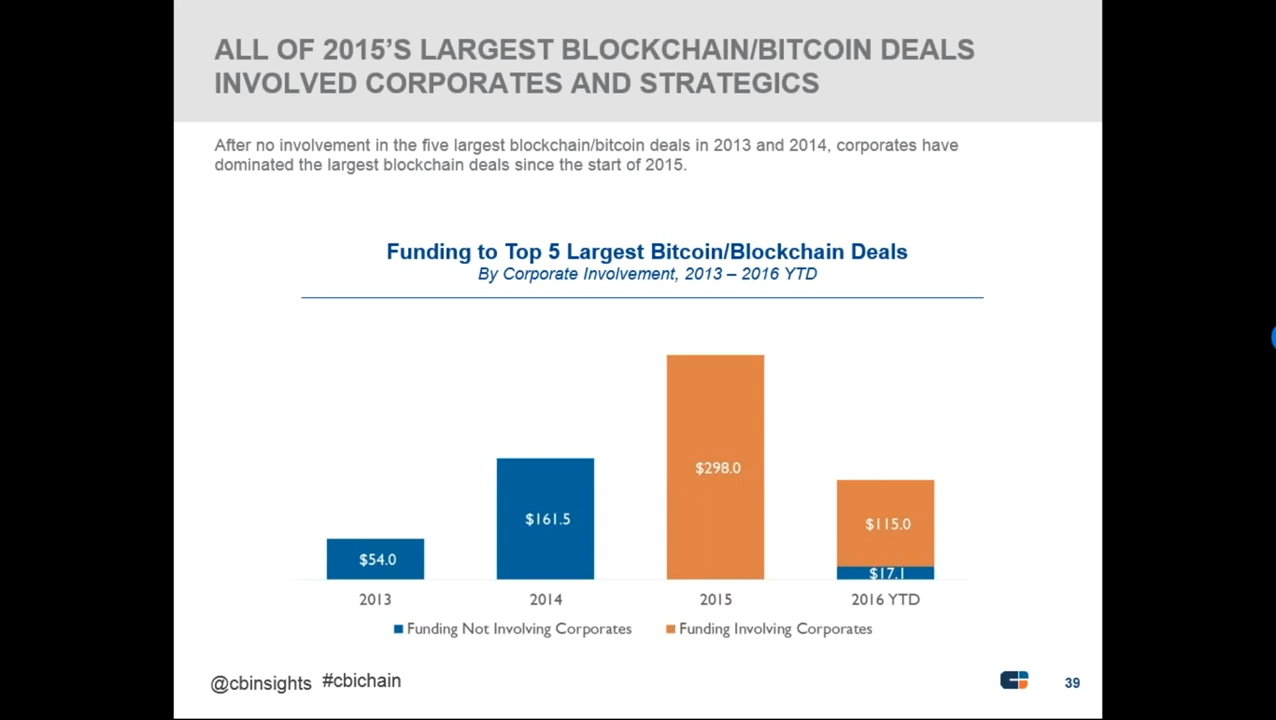 ALL OF 2015’S LARGEST BLOCKCHAIN/BITCOIN DEALS
INVOLVED CORPORATES AND STRATEGICS
After no involvement in the five largest blockchain/bitcoin deals in 2013 and 2014, corporates have
dominated the largest blockchain deals since the start of 2015.
Funding to Top 5 Largest Bitcoin/Blockchain Deals
By Corporate Involvement, 2013 – 2016 YTD
$298.0
$161.5
$115.0
$54.0
$17.1
2013 2014 2015 2016 YTD
Funding Not Involving Corporates Funding Involving Corporates
@cbinsights #cbichain
39